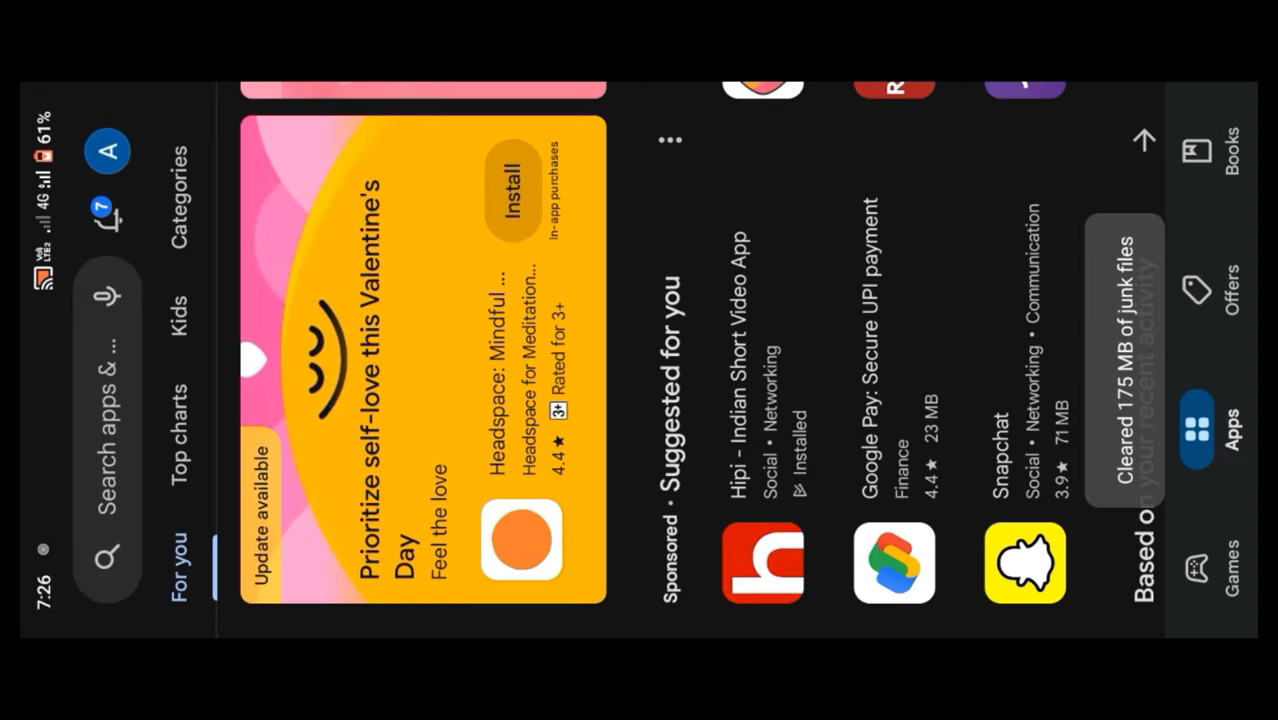 7:26 VoLTE2 4G 61%
Search apps & ... 7 A
For you Top charts Kids Categories
Update available
Prioritize self-love this Valentine's
Day
Feel the love
Headspace: Mindful ...
Headspace for Meditation...
4.4★ 3+ Rated for 3+
Install
In-app purchases
Sponsored • Suggested for you
h
Hipi - Indian Short Video App
Social • Networking
Installed
Google Pay: Secure UPI payment
Finance
4.4★ 23 MB
R
Snapchat
Social • Networking • Communication
3.9★ 71 MB
Cleared 175 MB of junk files
Based on your recent activity
Games Apps Offers Books